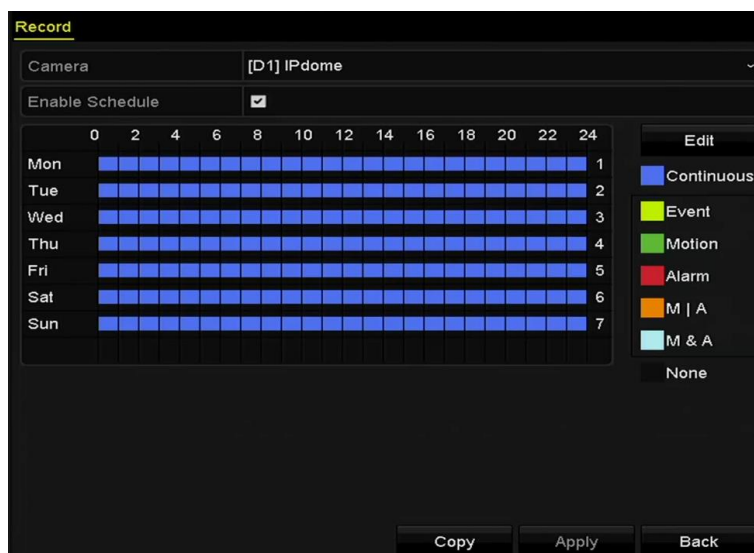 Record
Camera [D1] IPdome
Enable Schedule
0 2 4 6 8 10 12 14 16 18 20 22 24
Edit
Mon 1
Continuous
Tue 2
Event
Wed 3
Motion
Thu 4
Alarm
Fri 5
M | A
Sat 6
M & A
Sun 7
None
Copy Apply Back